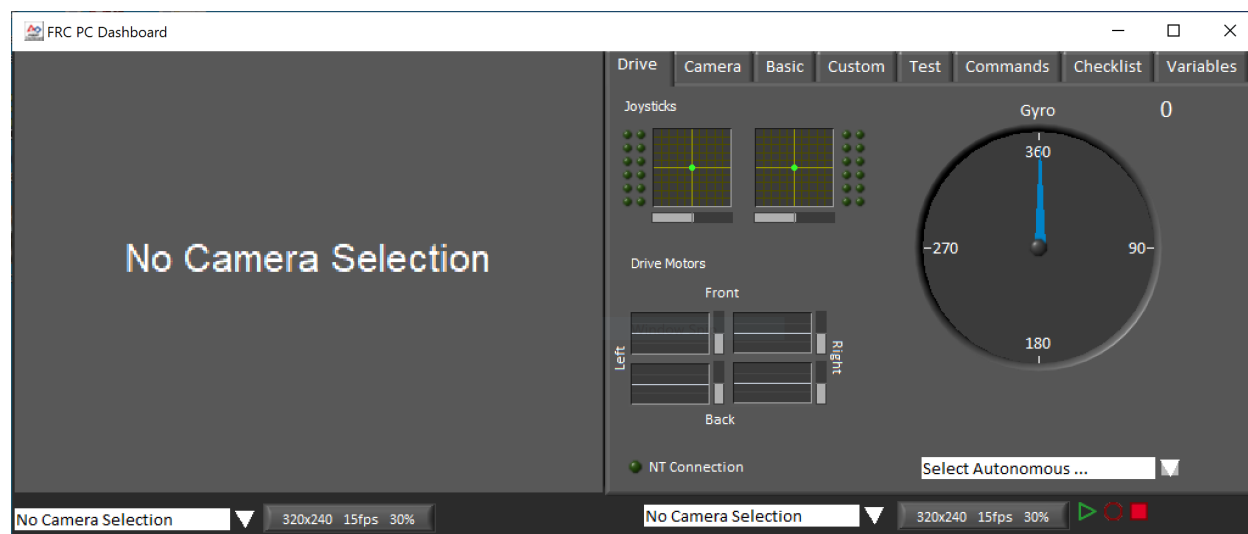 FRC PC Dashboard
No Camera Selection
Drive Camera Basic Custom Test Commands Checklist Variables
Joysticks
Gyro 0
360
270 90
180
Drive Motors
Front
Left Right
Back
NT Connection
Select Autonomous ...
No Camera Selection 320x240 15fps 30%
No Camera Selection 320x240 15fps 30%